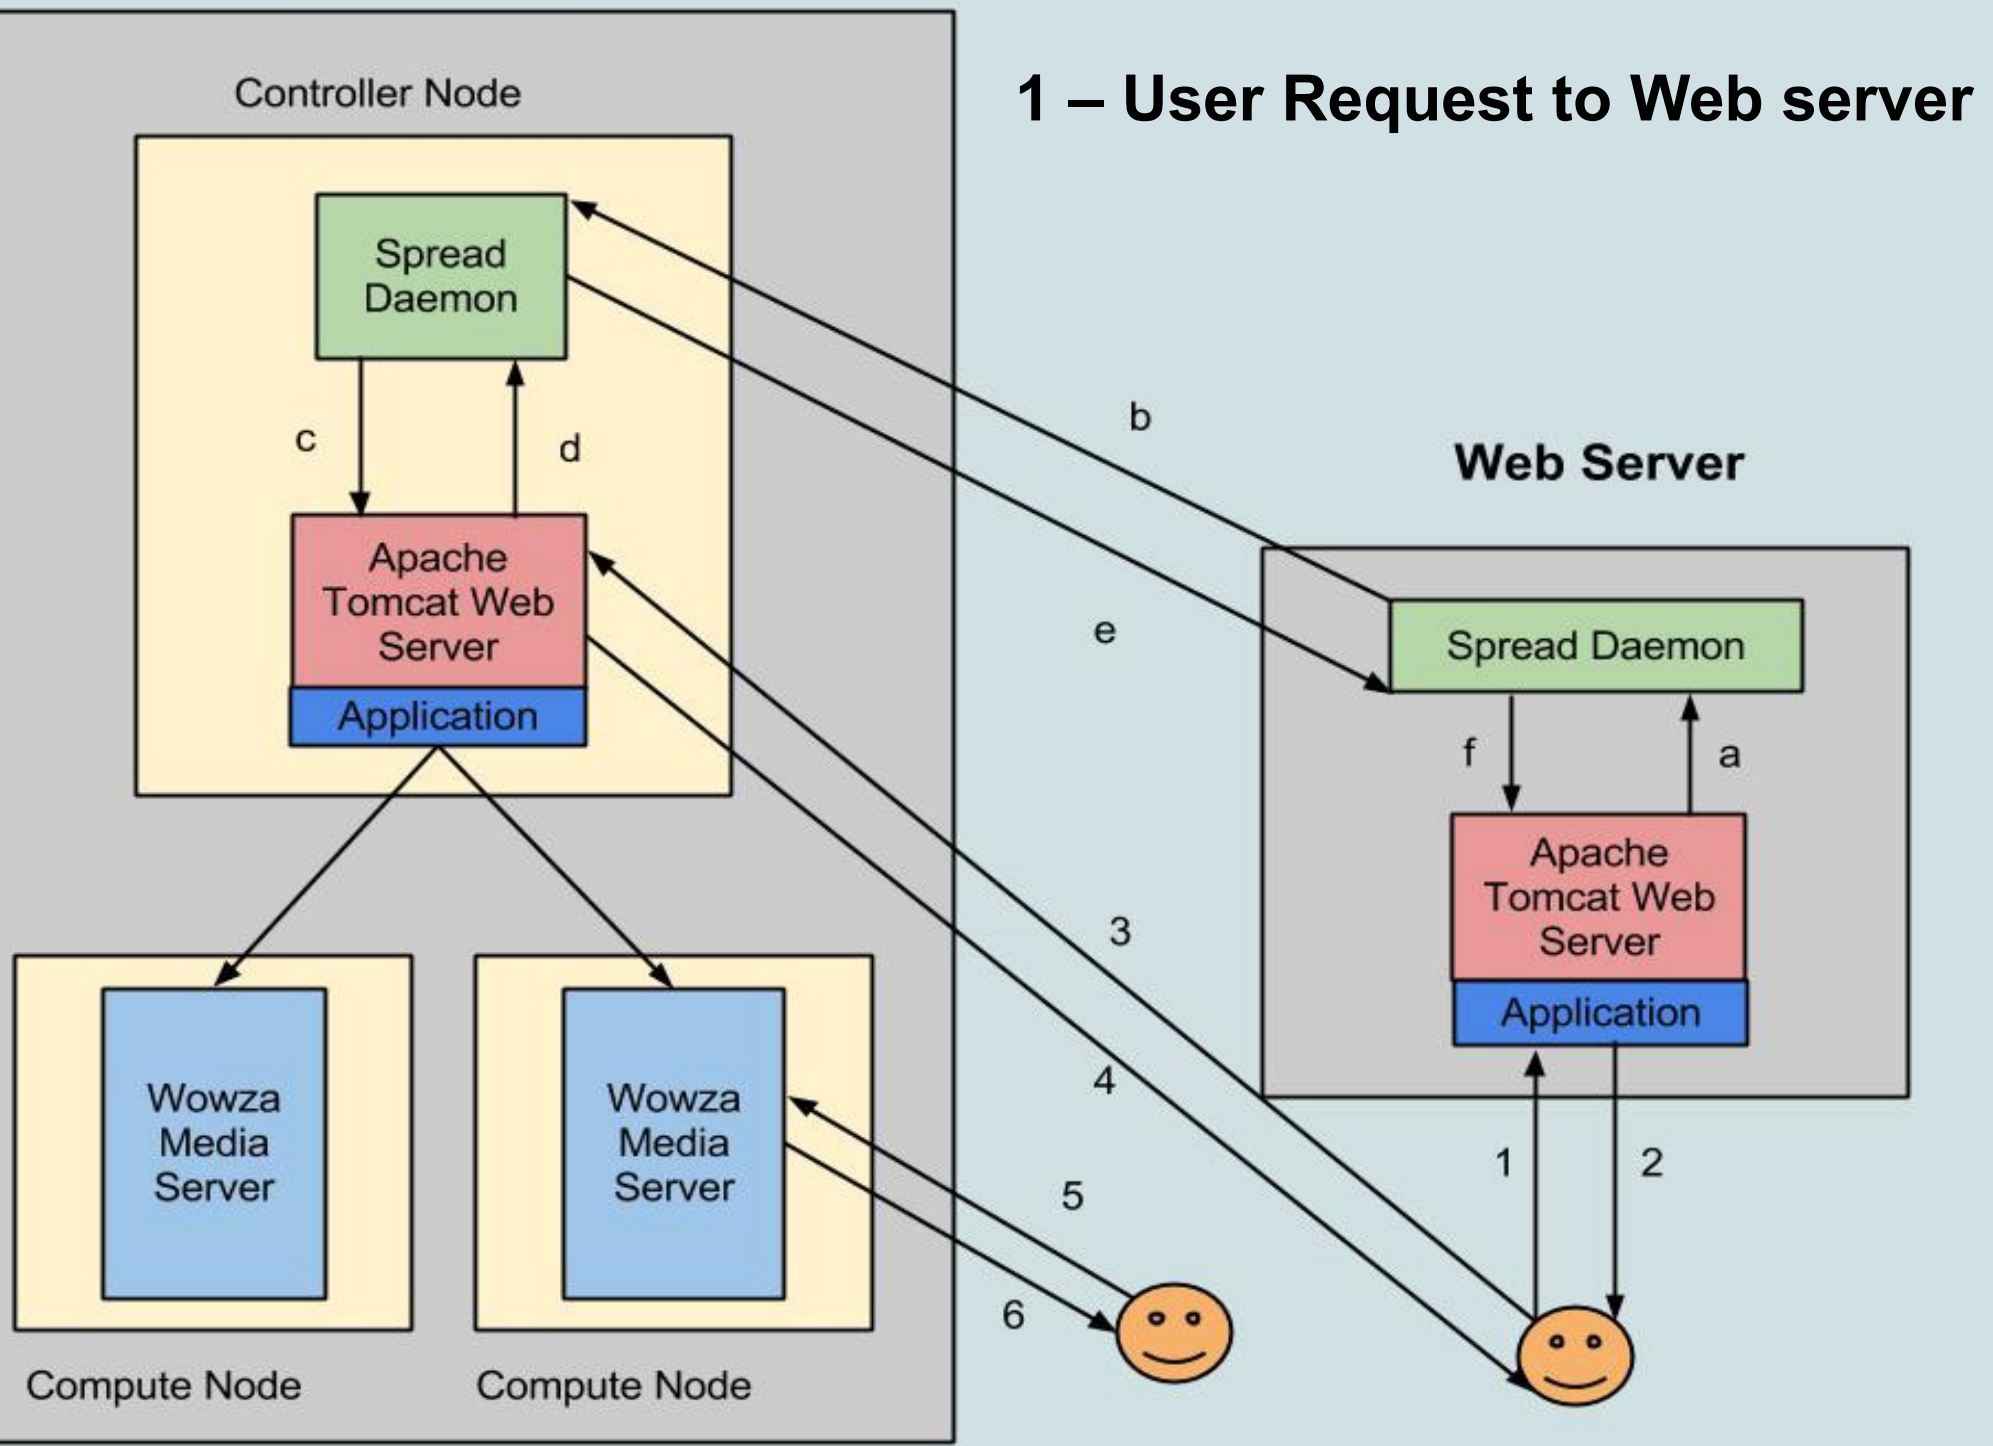 Controller Node
1 – User Request to Web server
Spread
Daemon
b
c
d
Web Server
Apache
Tomcat Web
Server
Application
e
Spread Daemon
f
a
Apache
Tomcat Web
Server
Application
3
4
1
2
Wowza
Media
Server
Wowza
Media
Server
5
6
Compute Node
Compute Node